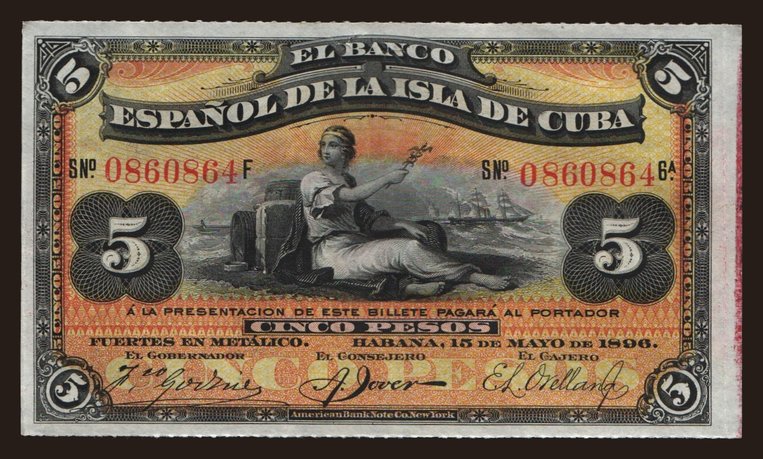 5 EL BANCO 5
ESPAÑOL DE LA ISLA DE CUBA
SNº 0860864 F SNº 0860864 6A
5 5
Á LA PRESENTACION DE ESTE BILLETE PAGARÁ AL PORTADOR
CINCO PESOS
FUERTES EN METÁLICO. HABANA, 15 DE MAYO DE 1896.
EL GOBERNADOR EL CONSEJERO EL CAJERO
CINCO PESOS
5 American Bank Note Co. New York 5